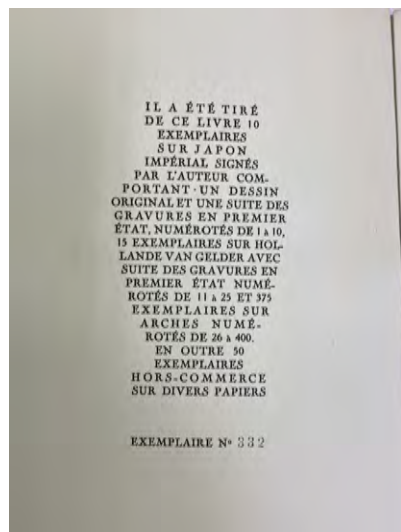 IL A ÉTÉ TIRÉ
DE CE LIVRE 10
EXEMPLAIRES
SUR JAPON
IMPÉRIAL SIGNÉS
PAR L'AUTEUR COM-
PORTANT UN DESSIN
ORIGINAL ET UNE SUITE DES
GRAVURES EN PREMIER
ÉTAT, NUMÉROTÉS DE 1 à 10,
15 EXEMPLAIRES SUR HOL-
LANDE VAN GELDER AVEC
SUITE DES GRAVURES EN
PREMIER ÉTAT NUMÉ-
ROTÉS DE 11 à 25 ET 375
EXEMPLAIRES SUR
ARCHES NUMÉ-
ROTÉS DE 26 à 400.
EN OUTRE 50
EXEMPLAIRES
HORS-COMMERCE
SUR DIVERS PAPIERS
EXEMPLAIRE Nº 332